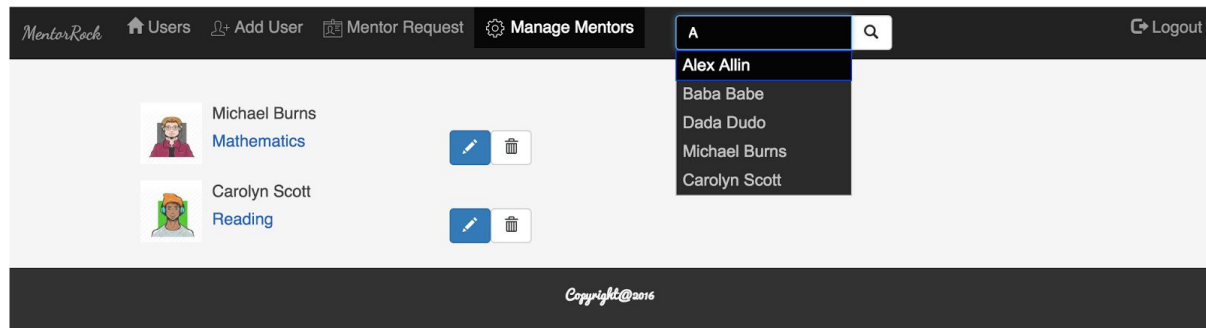 MentorRock Users Add User Mentor Request Manage Mentors A Logout
Alex Allin
Baba Babe
Dada Dudo
Michael Burns
Carolyn Scott
Michael Burns
Mathematics
Carolyn Scott
Reading
Copyright@2016